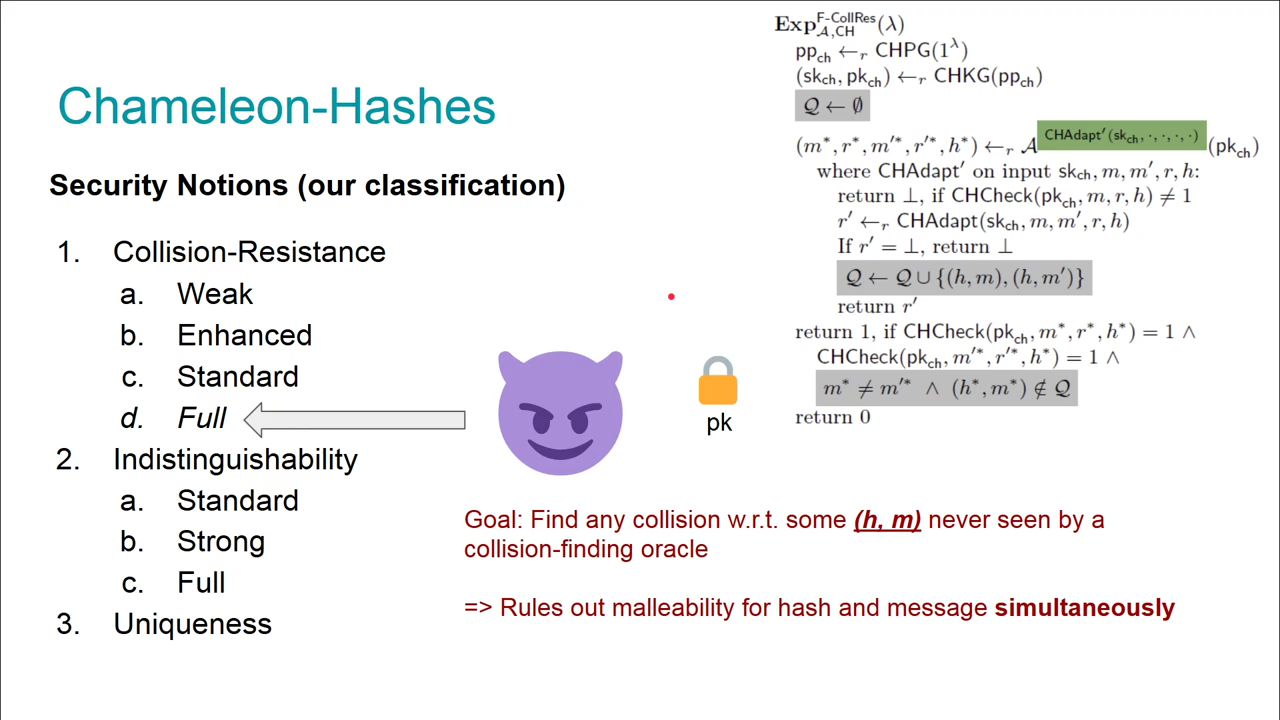 Chameleon-Hashes
Security Notions (our classification)
1. Collision-Resistance
a. Weak
b. Enhanced
c. Standard
d. Full
2. Indistinguishability
a. Standard
b. Strong
c. Full
3. Uniqueness
Exp^{F-CollRes}_{𝒜,CH}(λ)
pp_ch ←_r CHPG(1^λ)
(sk_ch, pk_ch) ←_r CHKG(pp_ch)
𝒬 ← ∅
(m*, r*, m′*, r′*, h*) ←_r 𝒜^{CHAdapt′(sk_ch, ·, ·, ·, ·)}(pk_ch)
where CHAdapt′ on input sk_ch, m, m′, r, h:
return ⊥, if CHCheck(pk_ch, m, r, h) ≠ 1
r′ ←_r CHAdapt(sk_ch, m, m′, r, h)
If r′ = ⊥, return ⊥
𝒬 ← 𝒬 ∪ {(h, m), (h, m′)}
return r′
return 1, if CHCheck(pk_ch, m*, r*, h*) = 1 ∧
CHCheck(pk_ch, m′*, r′*, h*) = 1 ∧
m* ≠ m′* ∧ (h*, m*) ∉ 𝒬
return 0
pk
Goal: Find any collision w.r.t. some (h, m) never seen by a
collision-finding oracle
=> Rules out malleability for hash and message simultaneously